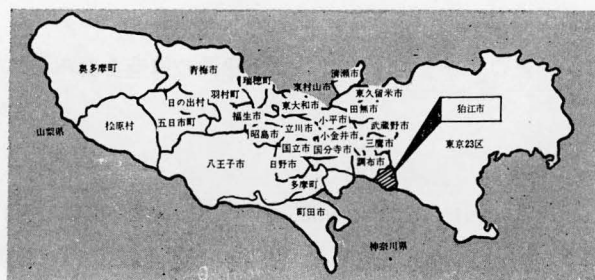 奥多摩町
青梅市
瑞穂町
羽村町
日の出村
五日市町
桧原村
山梨県
福生市
昭島市
八王子市
東大和市
東村山市
清瀬市
東久留米市
田無市
小平市
立川市
小金井市
武蔵野市
三鷹市
国立市
国分寺市
調布市
日野市
多摩町
町田市
狛江市
東京23区
神奈川県